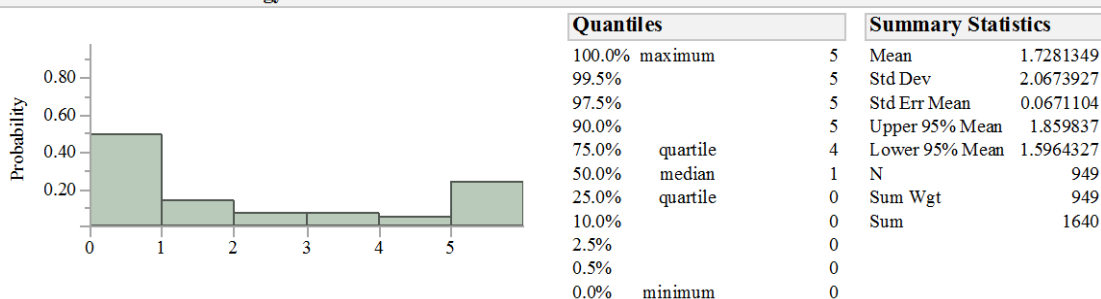 Quantiles
100.0% maximum 5
99.5% 5
97.5% 5
90.0% 5
75.0% quartile 4
50.0% median 1
25.0% quartile 0
10.0% 0
2.5% 0
0.5% 0
0.0% minimum 0
Summary Statistics
Mean 1.7281349
Std Dev 2.0673927
Std Err Mean 0.0671104
Upper 95% Mean 1.859837
Lower 95% Mean 1.5964327
N 949
Sum Wgt 949
Sum 1640
Probability
0.80
0.60
0.40
0.20
0 1 2 3 4 5